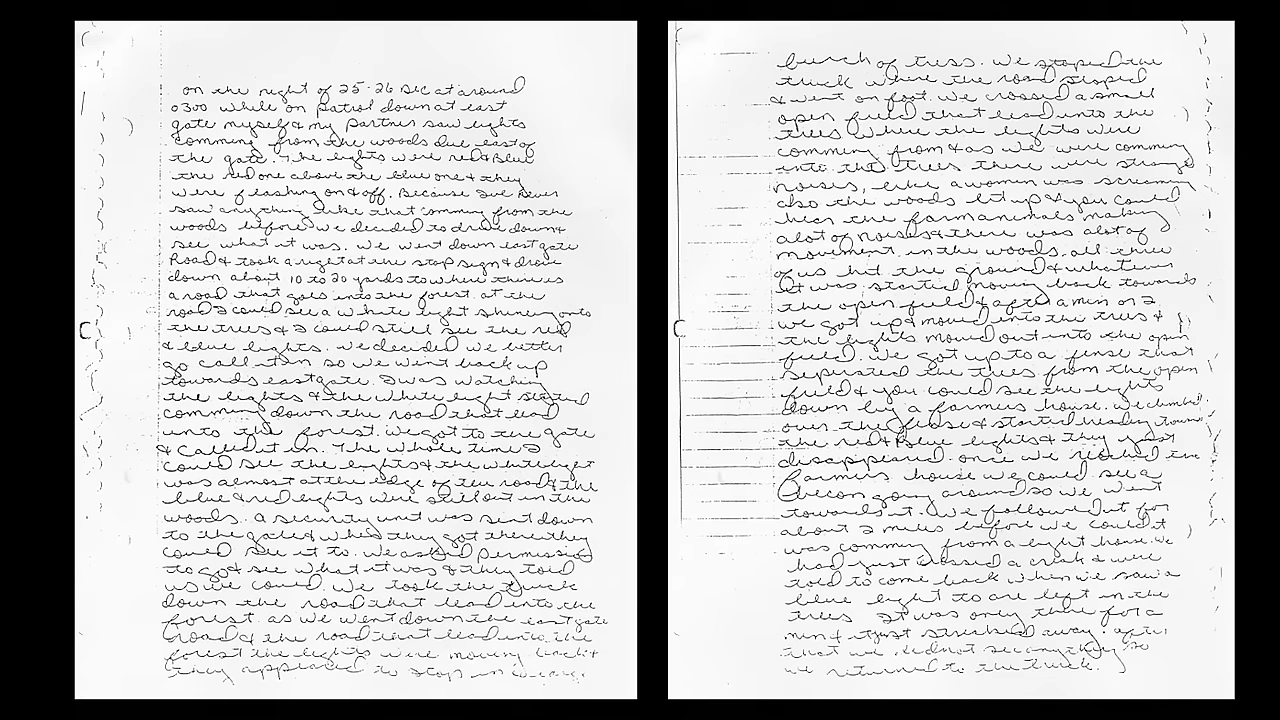 on the night of 25-26 Dec at around
0300 while on patrol down at east
gate myself & my partner saw lights
comming from the woods due east of
the gate. The lights were red & blue
the red one above the blue one & they
were flashing on & off. Because I've never
saw anything like that comming from the
woods before we decided to drive down &
see what it was. We went down east gate
Road & took a right at the stop sign & drove
down about 10 to 20 yards to where there is
a road that goes into the forest. at the
road I could see a white light shining onto
the trees & I could still see the red
& blue lights. we decided we better
go call it in so we went back up
towards east gate. I was watching
the lights & the white light started
comming down the road that lead
into the forest. we got to the gate
& called it in. The whole time I
could see the lights & the white light
was almost at the edge of the road & the
blue & red lights were still out in the
woods. a security unit was sent down
to the gate & when they got there they
could see it to. We asked permission
to go & see what it was & they told
us we could. We took the truck
down the road that lead into the
forest. as we went down the east gate
road & the road that lead into the
forest the lights were moving back &
they appeared to stop in
bunch of tress. we stoped the
truck where the road stoped
& went on foot. we crossed a small
open field that lead into the
trees where the lights were
comming from & as we were comming
into the trees there were strange
noises, like a women was screaming
also the woods lit up & you could
hear the farm animals making
alot of noises & there was alot of
movement in the woods. all three
of us hit the ground & whatever
it was started moving back towards
the open field & after a min or 2
we got up & moved into the trees &
the lights moved out into the open
field. We got up to a fense that
seperated the trees from the open
field & you could see the lights
down by a farmers house. We climbed
over the fense & started heading towards
the red & blue lights & they just
disappeared. once we reached the
farmers house we could see a
beacon going around so we went
towards it. We followed it for
about 2 miles before we could
was comming from a light house. We
had just crossed a creek & were
told to come back when we saw a
blue light to are left in the
trees It was only there for a
min & it just streaked away. after
that we didnot see anything so
we returned to the truck.